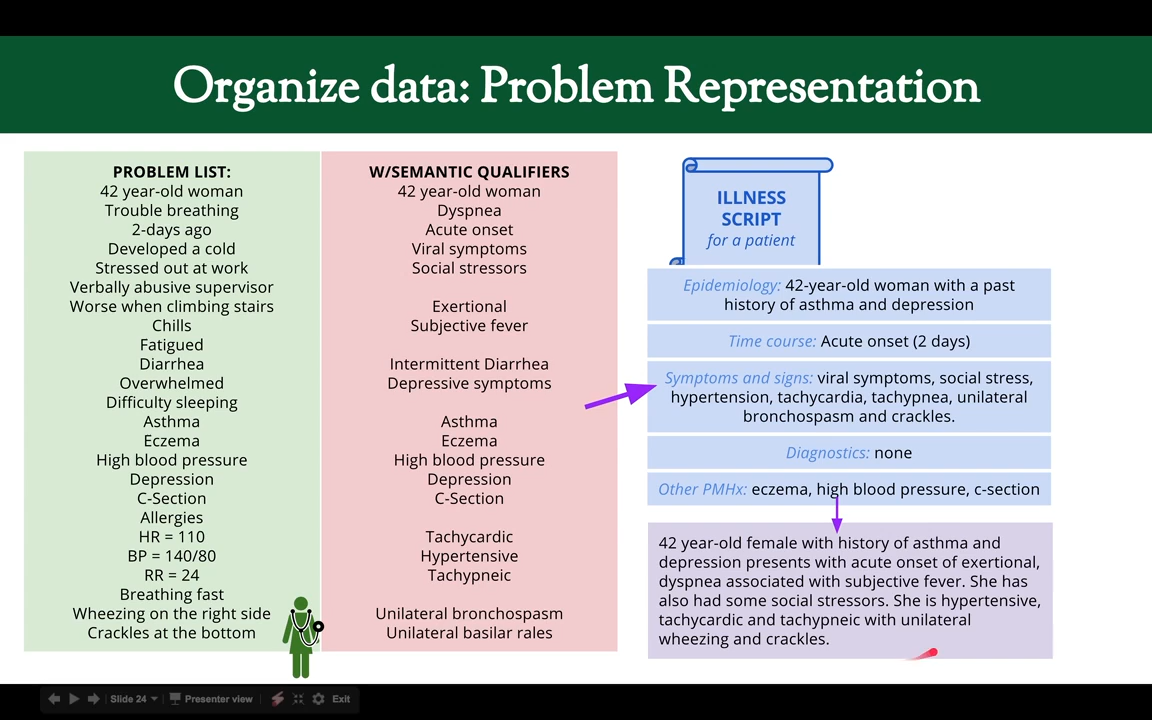 Organize data: Problem Representation
PROBLEM LIST:
42 year-old woman
Trouble breathing
2-days ago
Developed a cold
Stressed out at work
Verbally abusive supervisor
Worse when climbing stairs
Chills
Fatigued
Diarrhea
Overwhelmed
Difficulty sleeping
Asthma
Eczema
High blood pressure
Depression
C-Section
Allergies
HR = 110
BP = 140/80
RR = 24
Breathing fast
Wheezing on the right side
Crackles at the bottom
W/SEMANTIC QUALIFIERS
42 year-old woman
Dyspnea
Acute onset
Viral symptoms
Social stressors
Exertional
Subjective fever
Intermittent Diarrhea
Depressive symptoms
Asthma
Eczema
High blood pressure
Depression
C-Section
Tachycardic
Hypertensive
Tachypneic
Unilateral bronchospasm
Unilateral basilar rales
ILLNESS
SCRIPT
for a patient
Epidemiology: 42-year-old woman with a past
history of asthma and depression
Time course: Acute onset (2 days)
Symptoms and signs: viral symptoms, social stress,
hypertension, tachycardia, tachypnea, unilateral
bronchospasm and crackles.
Diagnostics: none
Other PMHx: eczema, high blood pressure, c-section
42 year-old female with history of asthma and
depression presents with acute onset of exertional,
dyspnea associated with subjective fever. She has
also had some social stressors. She is hypertensive,
tachycardic and tachypneic with unilateral
wheezing and crackles.
Slide 24
Presenter view
Exit